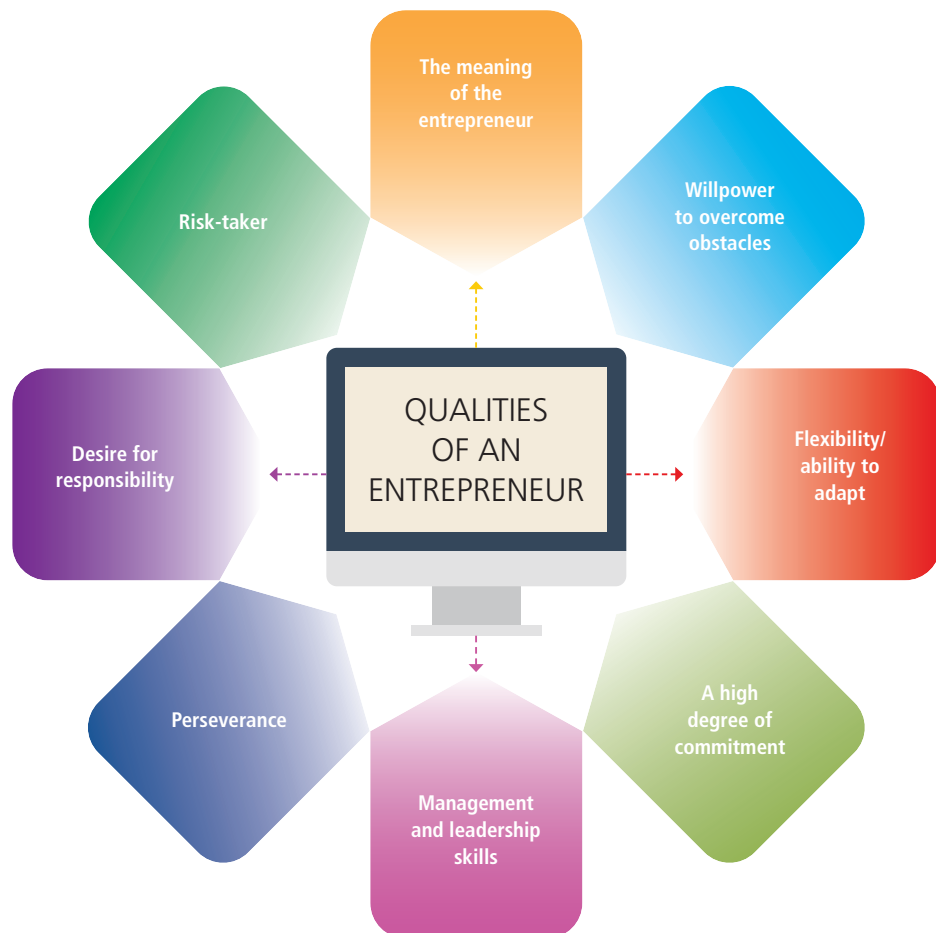 The meaning
of the
entrepreneur
Willpower
to overcome
obstacles
Flexibility/
ability to
adapt
A high
degree of
commitment
Management
and leadership
skills
Perseverance
Desire for
responsibility
Risk-taker
QUALITIES
OF AN
ENTREPRENEUR